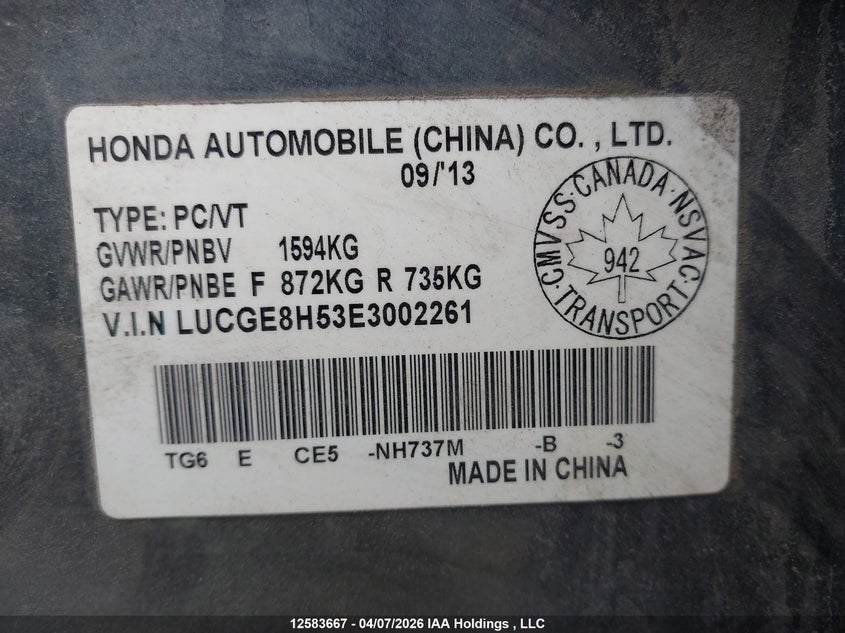 HONDA AUTOMOBILE (CHINA) CO. , LTD.
09/'13
TYPE: PC/VT
GVWR/PNBV 1594KG
GAWR/PNBE F 872KG R 735KG
V.I.N LUCGE8H53E3002261
CMVSS·CANADA·NSVAC·TRANSPORT·
942
TG6 E CE5 -NH737M -B -3
MADE IN CHINA
12583667 - 04/07/2026 IAA Holdings , LLC